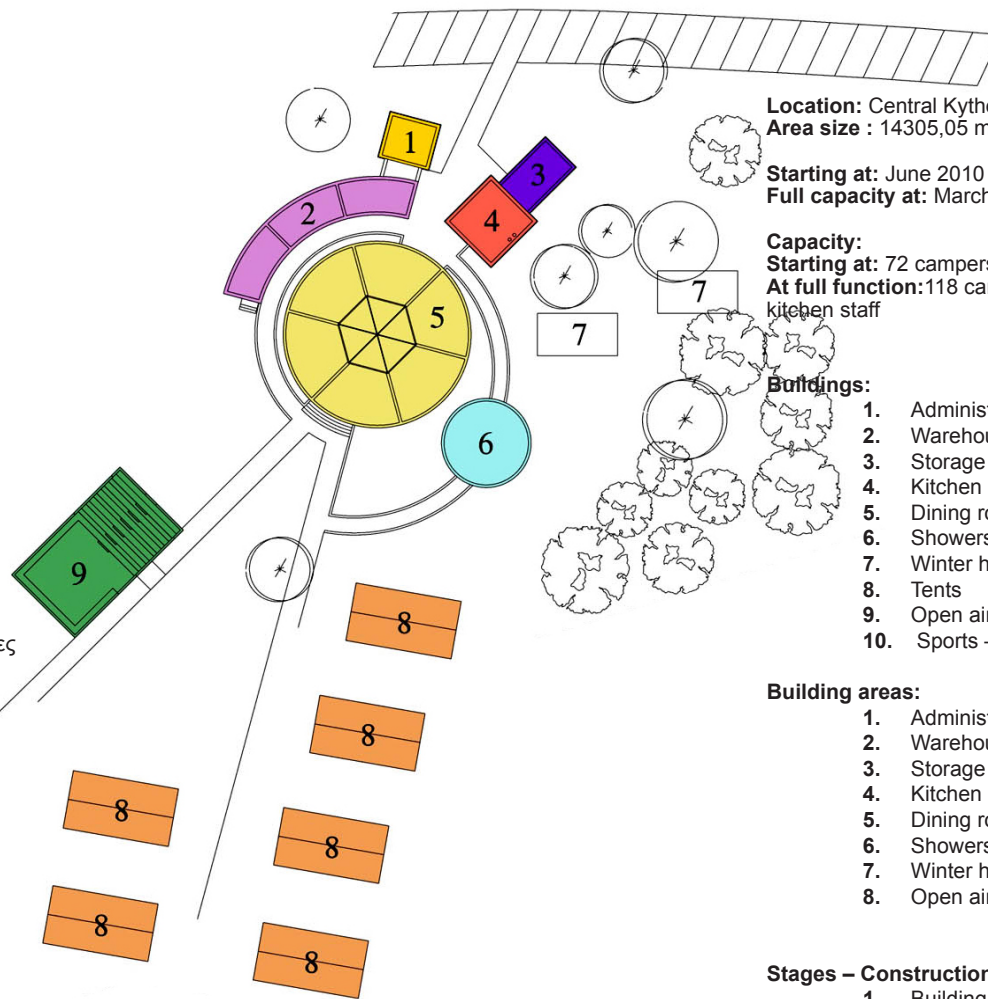 Location: Central Kythe
Area size : 14305,05 m
Starting at: June 2010
Full capacity at: March
Capacity:
Starting at: 72 campers
At full function:118 car
kitchen staff
Buildings:
1. Administ
2. Warehou
3. Storage
4. Kitchen
5. Dining ro
6. Showers
7. Winter h
8. Tents
9. Open air
10. Sports -
Building areas:
1. Administ
2. Warehou
3. Storage
4. Kitchen
5. Dining ro
6. Showers
7. Winter h
8. Open air
Stages – Construction
1. Building
1
2
3
4
5
6
7
7
9
ες
8
8
8
8
8
8